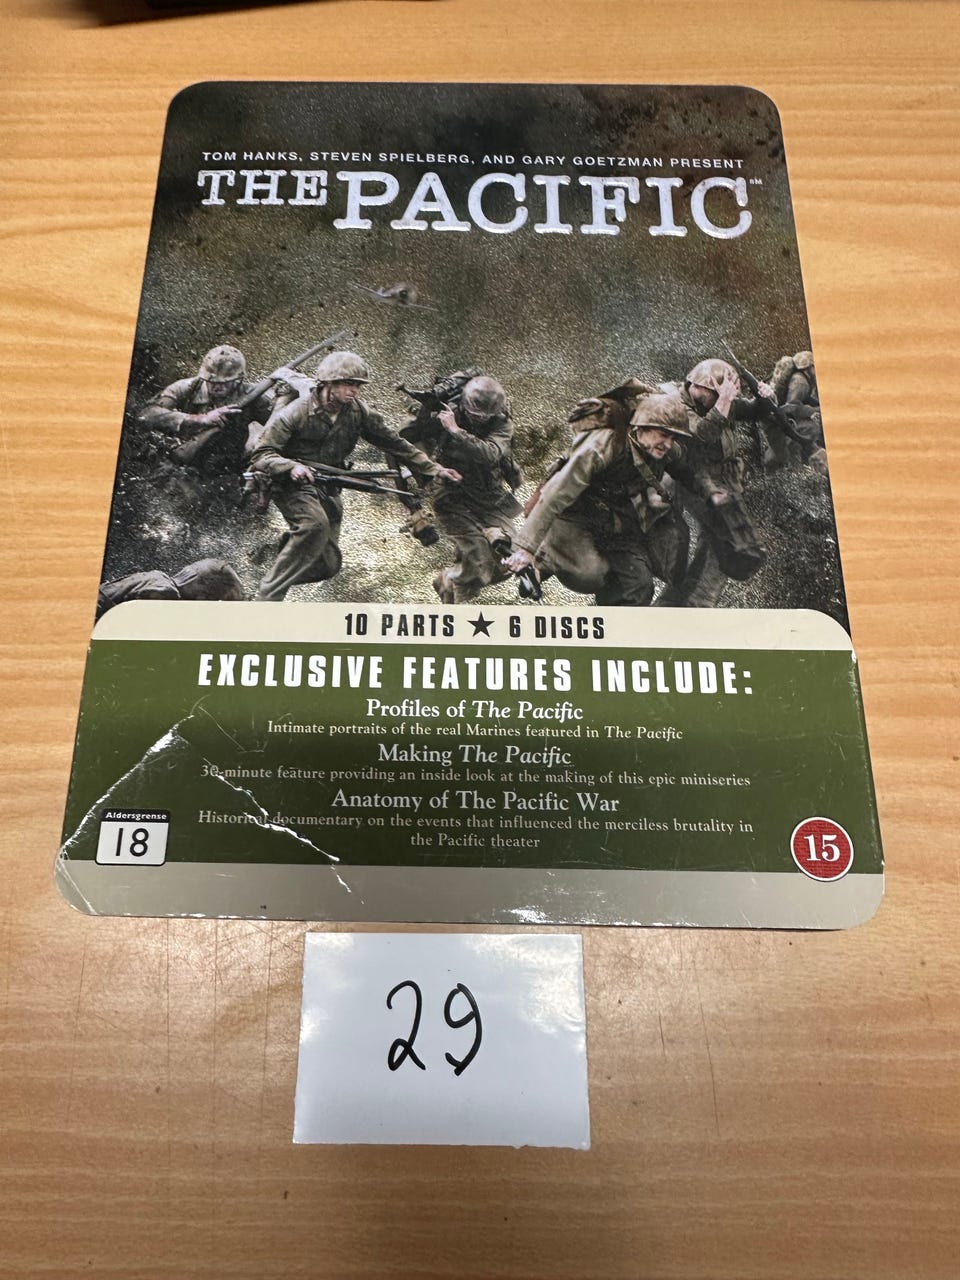 TOM HANKS, STEVEN SPIELBERG, AND GARY GOETZMAN PRESENT
THE PACIFIC℠
10 PARTS ★ 6 DISCS
EXCLUSIVE FEATURES INCLUDE:
Profiles of The Pacific
Intimate portraits of the real Marines featured in The Pacific
Making The Pacific
30-minute feature providing an inside look at the making of this epic miniseries
Anatomy of The Pacific War
Historical documentary on the events that influenced the merciless brutality in
the Pacific theater
Aldersgrense
18
15
29